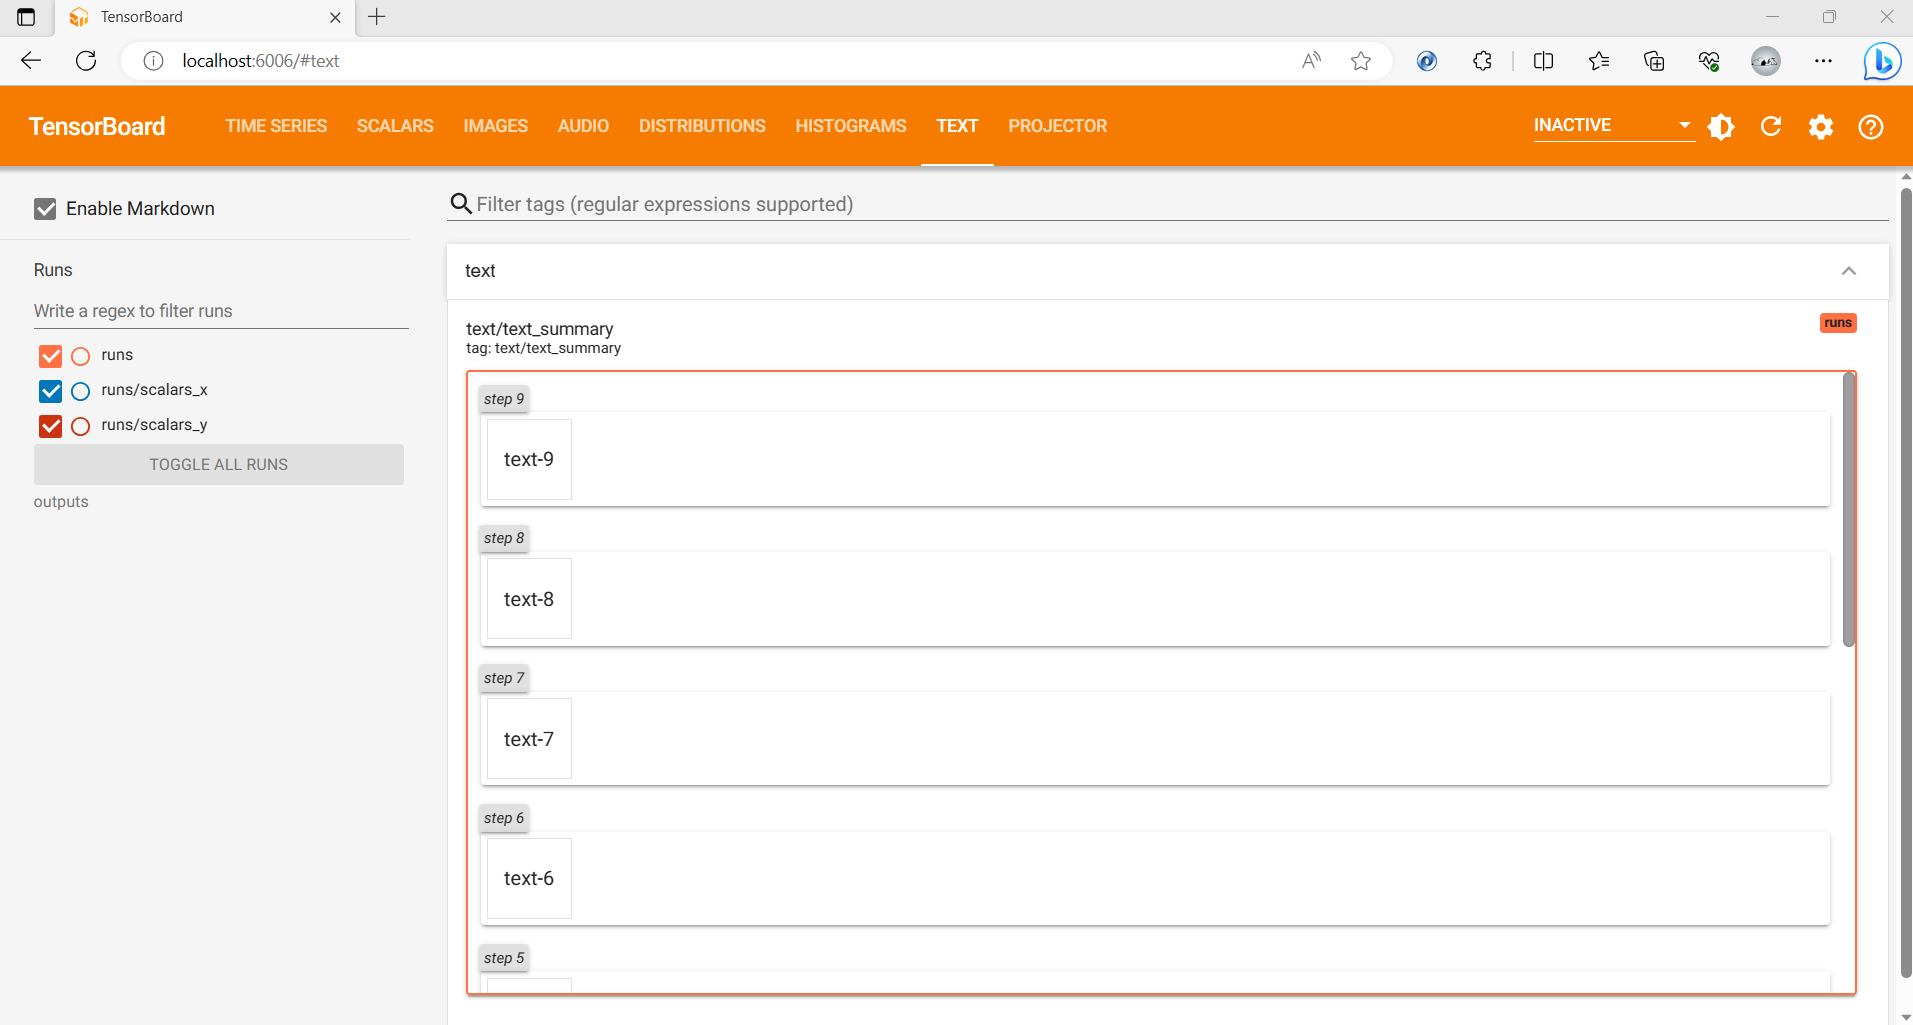 TensorBoard
localhost:6006/#text
TensorBoard
TIME SERIES SCALARS IMAGES AUDIO DISTRIBUTIONS HISTOGRAMS TEXT PROJECTOR
INACTIVE
Enable Markdown
Runs
Write a regex to filter runs
runs
runs/scalars_x
runs/scalars_y
TOGGLE ALL RUNS
outputs
Filter tags (regular expressions supported)
text
text/text_summary
tag: text/text_summary
runs
step 9
text-9
step 8
text-8
step 7
text-7
step 6
text-6
step 5